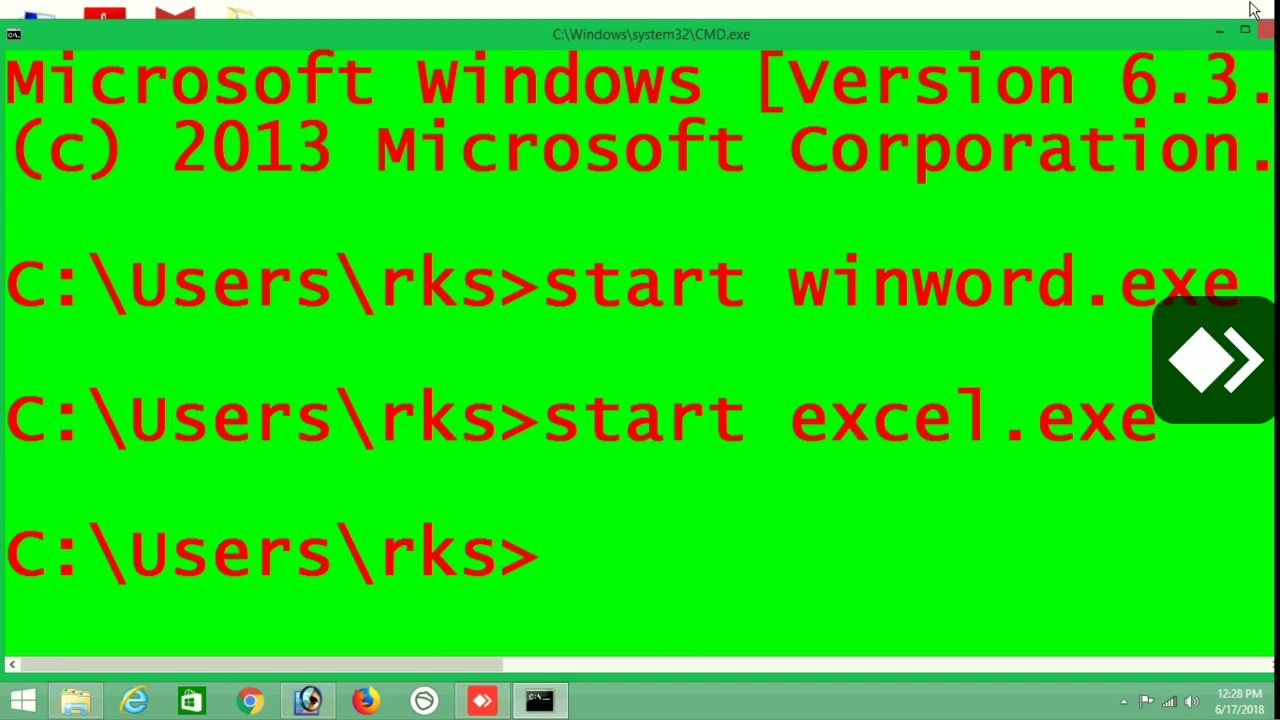 C:\Windows\system32\CMD.exe
Microsoft Windows [Version 6.3.
(c) 2013 Microsoft Corporation.
C:\Users\rks>start winword.exe
C:\Users\rks>start excel.exe
C:\Users\rks>
12:28 PM
6/17/2018